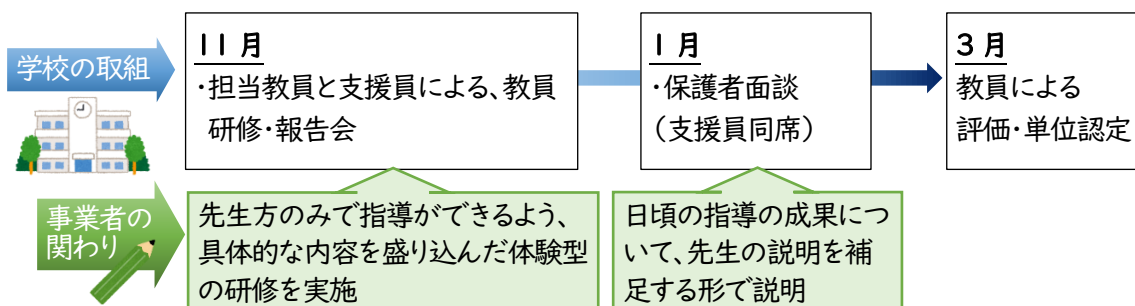 学校の取組
11月
・担当教員と支援員による、教員
研修・報告会
1月
・保護者面談
（支援員同席）
3月
教員による
評価・単位認定
事業者の
関わり
先生方のみで指導ができるよう、
具体的な内容を盛り込んだ体験型
の研修を実施
日頃の指導の成果につ
いて、先生の説明を補
足する形で説明